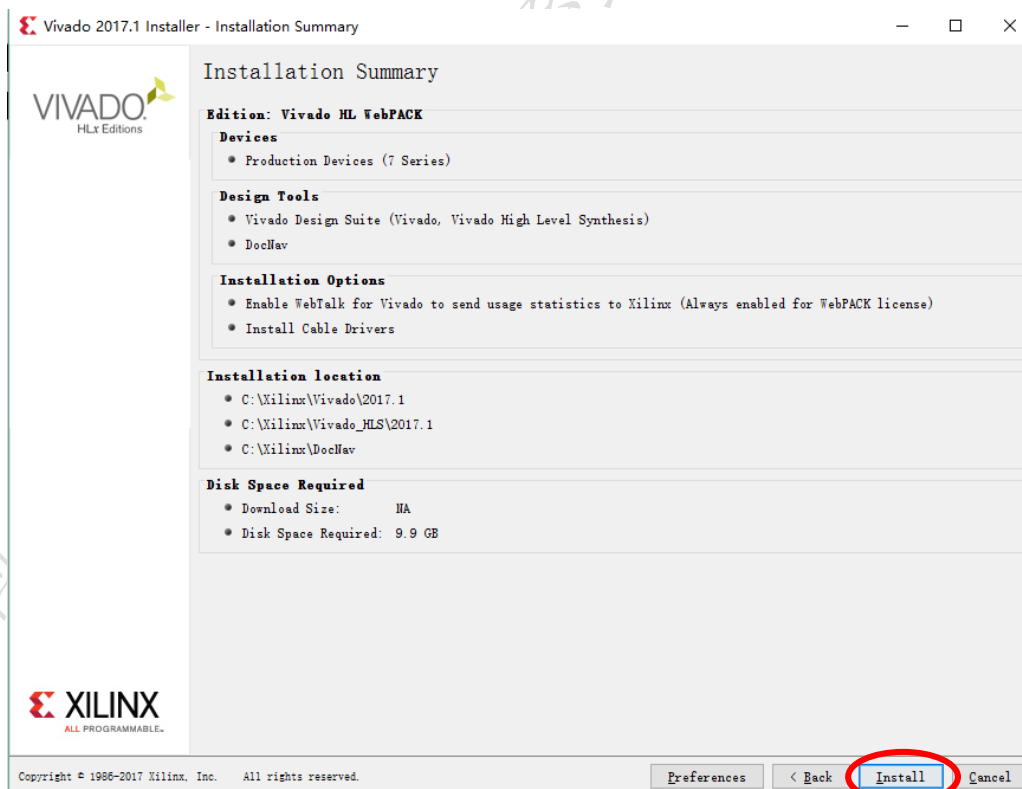 Vivado 2017.1 Installer - Installation Summary
VIVADO.
HLx Editions
Installation Summary
Edition: Vivado HL WebPACK
Devices
Production Devices (7 Series)
Design Tools
Vivado Design Suite (Vivado, Vivado High Level Synthesis)
DocNav
Installation Options
Enable WebTalk for Vivado to send usage statistics to Xilinx (Always enabled for WebPACK license)
Install Cable Drivers
Installation location
C:\Xilinx\Vivado\2017.1
C:\Xilinx\Vivado_HLS\2017.1
C:\Xilinx\DocNav
Disk Space Required
Download Size: NA
Disk Space Required: 9.9 GB
XILINX
ALL PROGRAMMABLE™
Copyright © 1986-2017 Xilinx, Inc. All rights reserved.
Preferences < Back Install Cancel